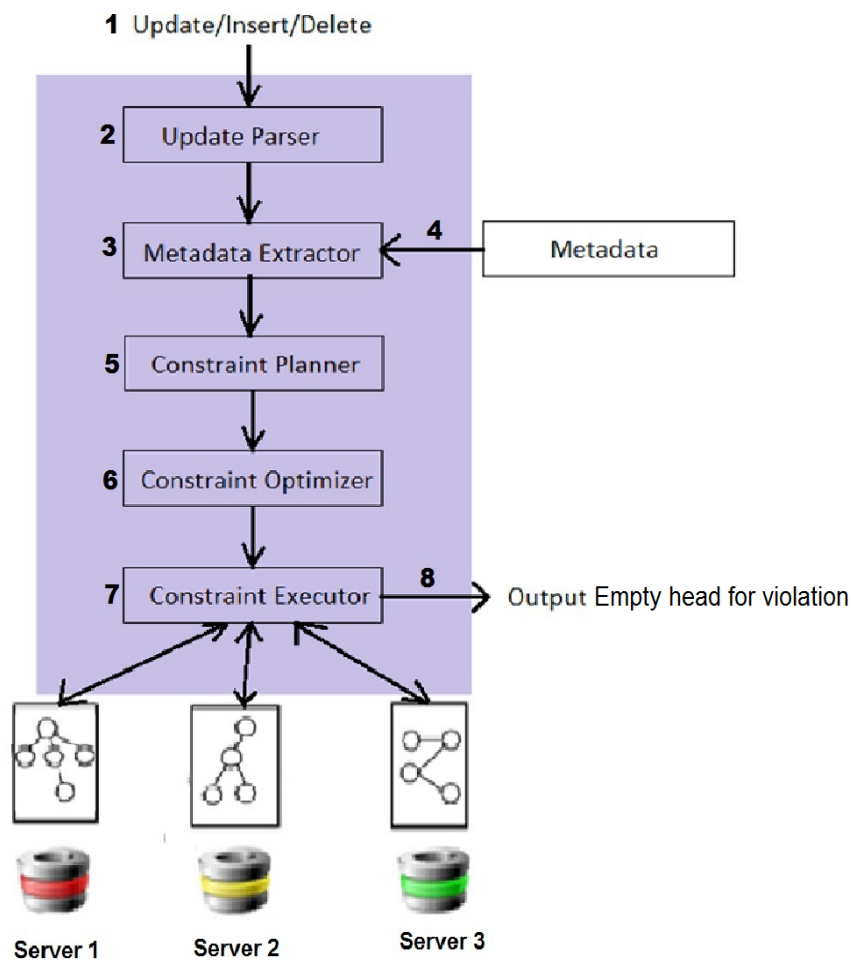 1 Update/Insert/Delete
2 Update Parser
3 Metadata Extractor
4
Metadata
5 Constraint Planner
6 Constraint Optimizer
7 Constraint Executor
8
Output Empty head for violation
Server 1
Server 2
Server 3